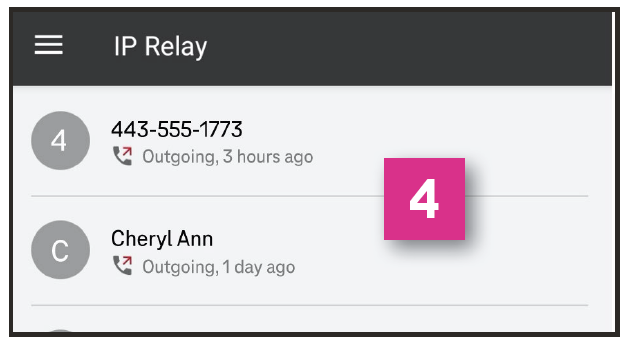 IP Relay
4
443-555-1773
Outgoing, 3 hours ago
4
C
Cheryl Ann
Outgoing, 1 day ago